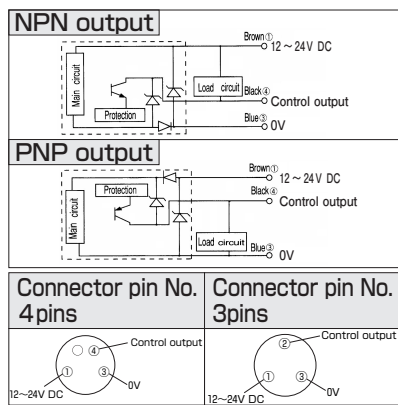 NPN output
Brown①
12～24V DC
Main circuit
Load circuit
Black④
Control output
Protection
Blue③
0V
PNP output
Brown①
12～24V DC
Protection
Black④
Control output
Main circuit
Load circuit
Blue③
0V
Connector pin No.
4pins
Connector pin No.
3pins
④
Control output
①
③
0V
12～24V DC
②
Control output
①
③
0V
12～24V DC